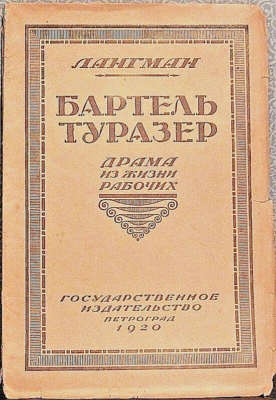 ЛАНГМАН
БАРТЕЛЬ
ТУРАЗЕР
ДРАМА
ИЗ ЖИЗНИ
РАБОЧИХ
ГОСУДАРСТВЕННОЕ
ИЗДАТЕЛЬСТВО
ПЕТРОГРАД
1920